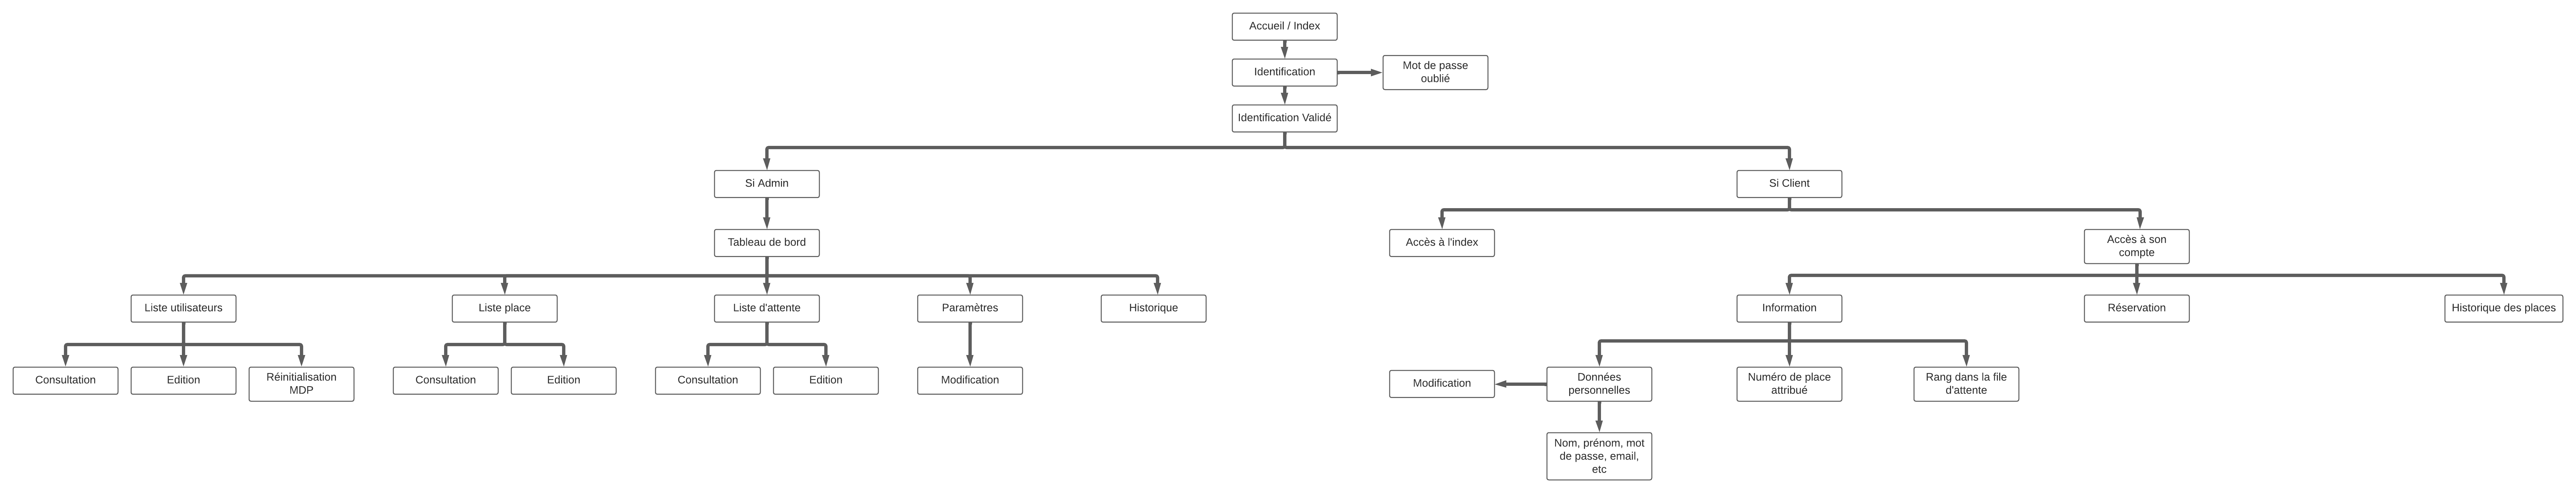 Accueil / Index
Identification
Mot de passe
oublié
Identification Validé
Si Admin
Si Client
Tableau de bord
Accès à l'index
Accès à son
compte
Liste utilisateurs
Liste place
Liste d'attente
Paramètres
Historique
Information
Réservation
Historique des places
Consultation
Edition
Réinitialisation
MDP
Consultation
Edition
Consultation
Edition
Modification
Modification
Données
personnelles
Numéro de place
attribué
Rang dans la file
d'attente
Nom, prénom, mot
de passe, email,
etc